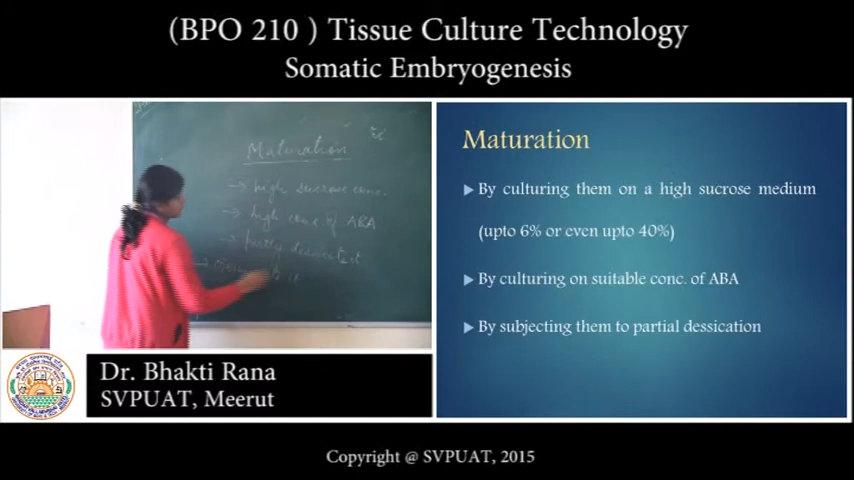 (BPO 210 ) Tissue Culture Technology
Somatic Embryogenesis
Maturation
→ high sucrose conc.
→ high conc of ABA
→ partly
→
Maturation
By culturing them on a high sucrose medium
(upto 6% or even upto 40%)
By culturing on suitable conc. of ABA
By subjecting them to partial dessication
Dr. Bhakti Rana
SVPUAT, Meerut
Copyright @ SVPUAT, 2015